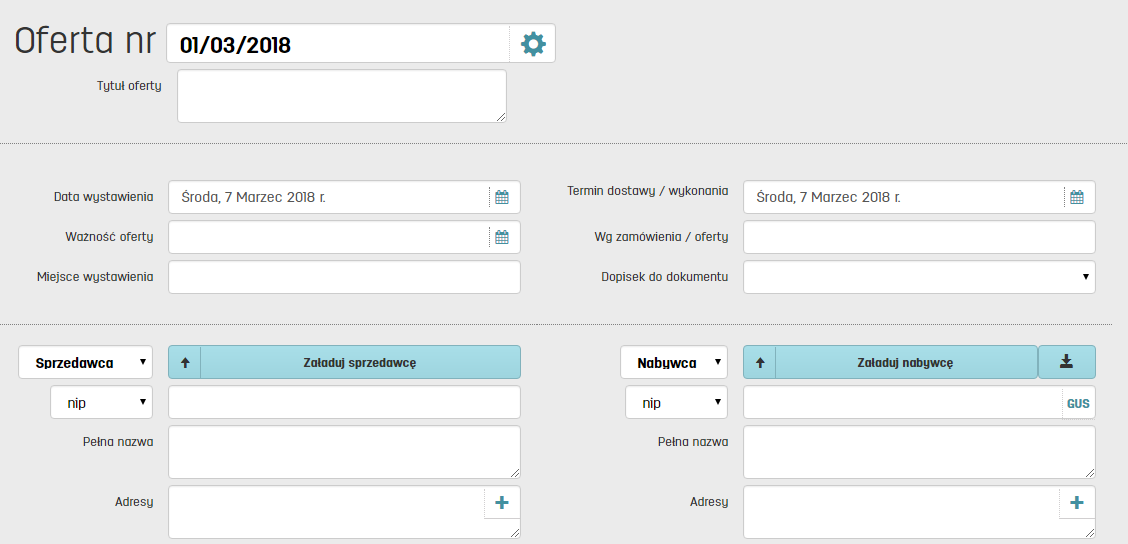 Oferta nr 01/03/2018
Tytuł oferty
Data wystawienia Środa, 7 Marzec 2018 r. Termin dostawy / wykonania Środa, 7 Marzec 2018 r.
Ważność oferty Wg zamówienia / oferty
Miejsce wystawienia Dopisek do dokumentu
Sprzedawca Załaduj sprzedawcę Nabywca Załaduj nabywcę
nip nip GUS
Pełna nazwa Pełna nazwa
Adresy Adresy